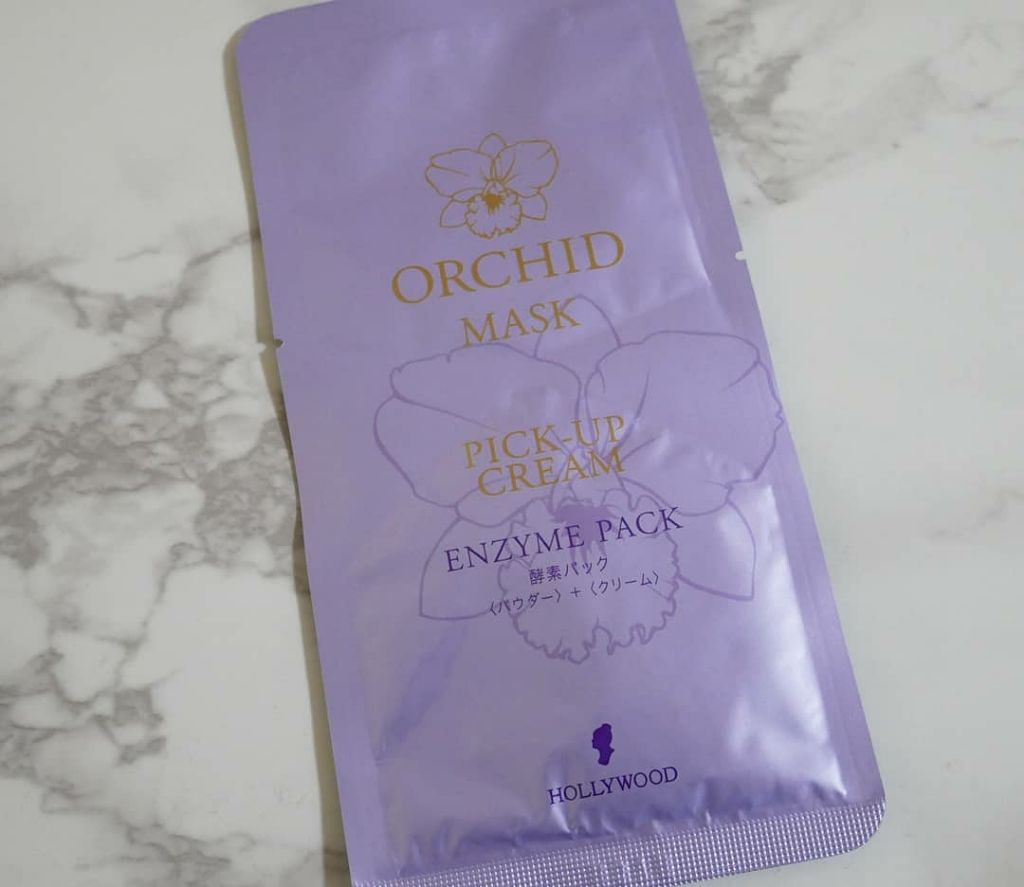 ORCHID
MASK
PICK-UP
CREAM
ENZYME PACK
酵素パック
〈パウダー〉+〈クリーム〉
HOLLYWOOD